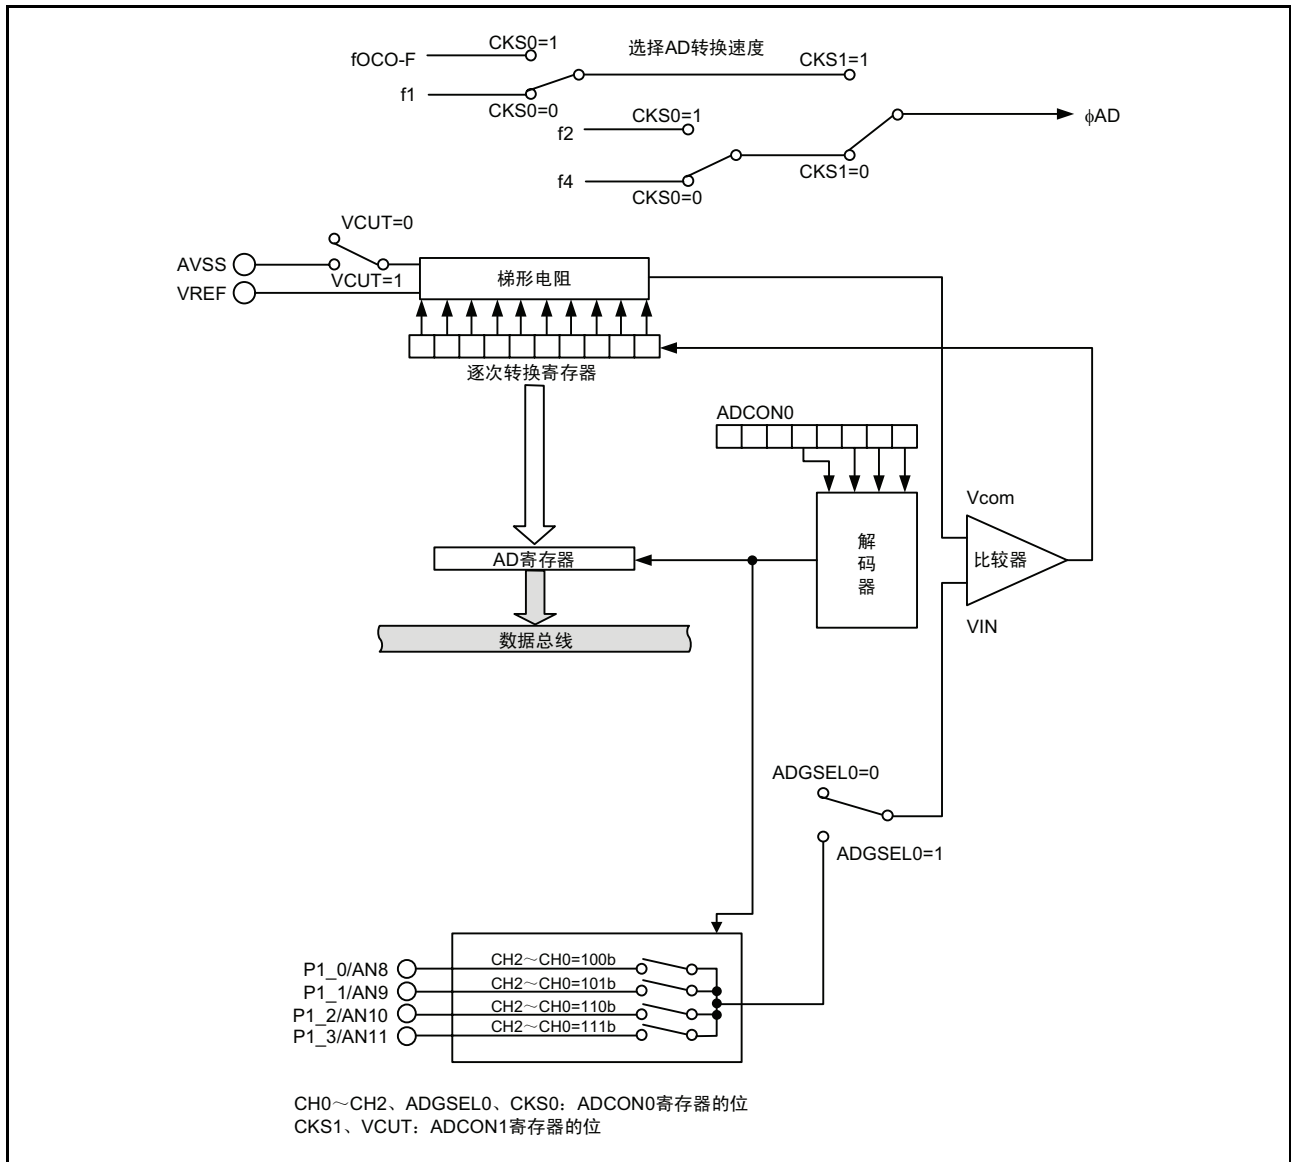 选择AD转换速度
fOCO-F
CKS0=1
CKS1=1
f1
CKS0=0
f2
CKS0=1
ϕAD
f4
CKS0=0
CKS1=0
VCUT=0
AVSS
VCUT=1
VREF
梯形电阻
逐次转换寄存器
ADCON0
Vcom
解码器
比较器
VIN
AD寄存器
数据总线
ADGSEL0=0
ADGSEL0=1
P1_0/AN8
CH2～CH0=100b
P1_1/AN9
CH2～CH0=101b
P1_2/AN10
CH2～CH0=110b
P1_3/AN11
CH2～CH0=111b
CH0～CH2、ADGSEL0、CKS0：ADCON0寄存器的位
CKS1、VCUT：ADCON1寄存器的位